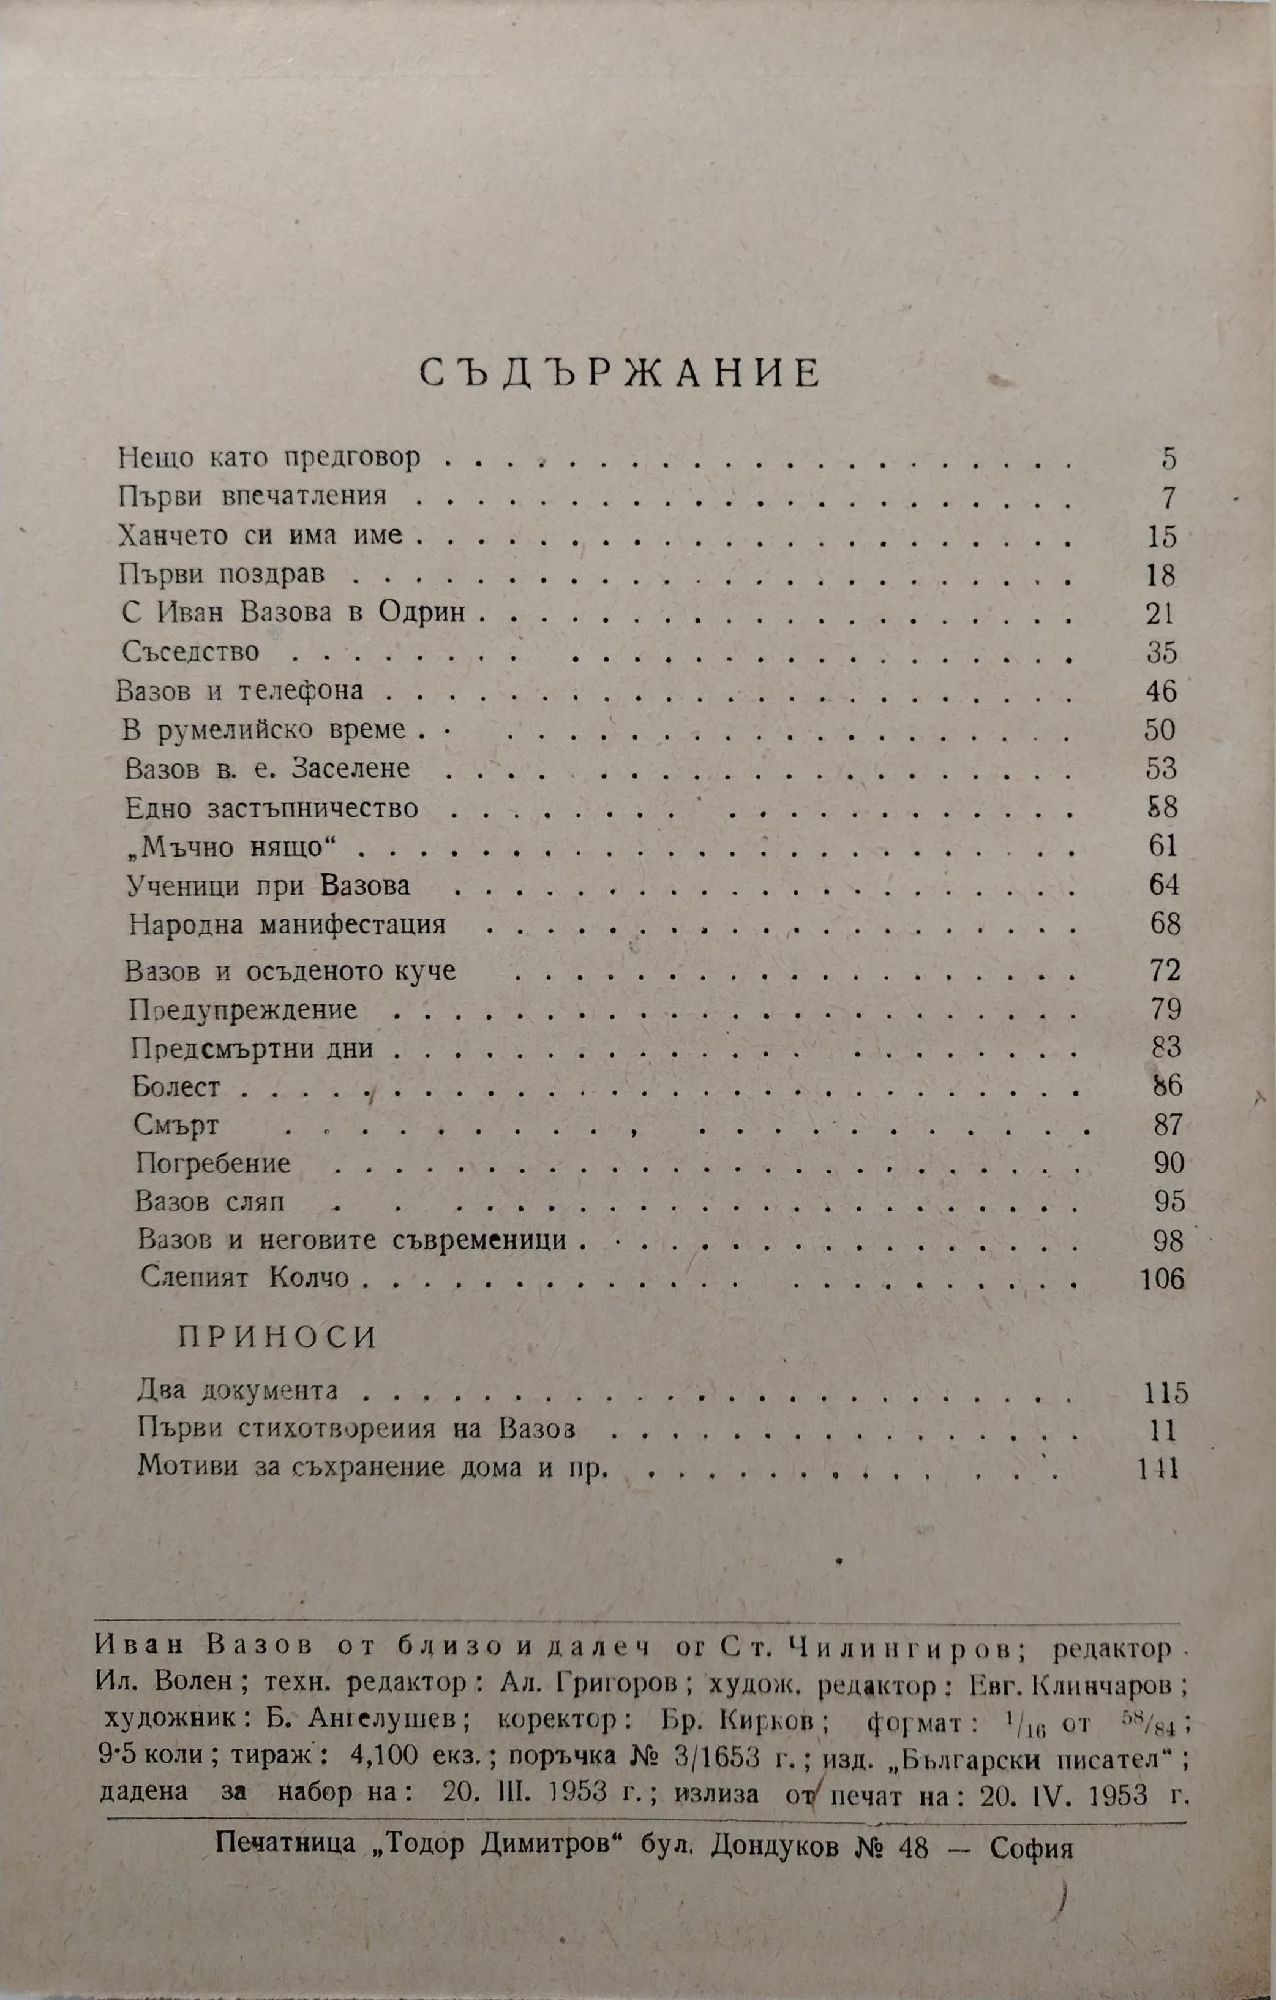 СЪДЪРЖАНИЕ
Нещо като предговор . . . . . . . . . . . . . . . . . . . . 5
Първи впечатления . . . . . . . . . . . . . . . . . . . . 7
Ханчето си има име . . . . . . . . . . . . . . . . . . . . 15
Първи поздрав . . . . . . . . . . . . . . . . . . . . 18
С Иван Вазова в Одрин . . . . . . . . . . . . . . . . . . . . 21
Съседство . . . . . . . . . . . . . . . . . . . . 35
Вазов и телефона . . . . . . . . . . . . . . . . . . . . 46
В румелийско време . . . . . . . . . . . . . . . . . . . . 50
Вазов в. е. Заселене . . . . . . . . . . . . . . . . . . . . 53
Едно застъпничество . . . . . . . . . . . . . . . . . . . . 58
„Мъчно нящо“ . . . . . . . . . . . . . . . . . . . . 61
Ученици при Вазова . . . . . . . . . . . . . . . . . . . . 64
Народна манифестация . . . . . . . . . . . . . . . . . . . . 68
Вазов и осъденото куче . . . . . . . . . . . . . . . . . . . . 72
Предупреждение . . . . . . . . . . . . . . . . . . . . 79
Предсмъртни дни . . . . . . . . . . . . . . . . . . . . 83
Болест . . . . . . . . . . . . . . . . . . . . 86
Смърт . . . . . . . . . . . . . . . . . . . . 87
Погребение . . . . . . . . . . . . . . . . . . . . 90
Вазов сляп . . . . . . . . . . . . . . . . . . . . 95
Вазов и неговите съвременици . . . . . . . . . . . . . . . . 98
Слепият Колчо . . . . . . . . . . . . . . . . . . . . 106
ПРИНОСИ
Два документа . . . . . . . . . . . . . . . . . . . . 115
Първи стихотворения на Вазов . . . . . . . . . . . . . . . . 11
Мотиви за съхранение дома и пр. . . . . . . . . . . . . . . 141
Иван Вазов от близо и далеч от Ст. Чилингиров; редактор
Ил. Волен; техн. редактор: Ал. Григоров; худож. редактор: Евг. Клинчаров;
художник: Б. Ангелушев; коректор: Бр. Кирков; формат: 1/16 от 58/84;
9·5 коли; тираж: 4,100 екз.; поръчка № 3/1653 г.; изд. „Български писател“;
дадена за набор на: 20. III. 1953 г.; излиза от печат на: 20. IV. 1953 г.
Печатница „Тодор Димитров“ бул. Дондуков № 48 — София